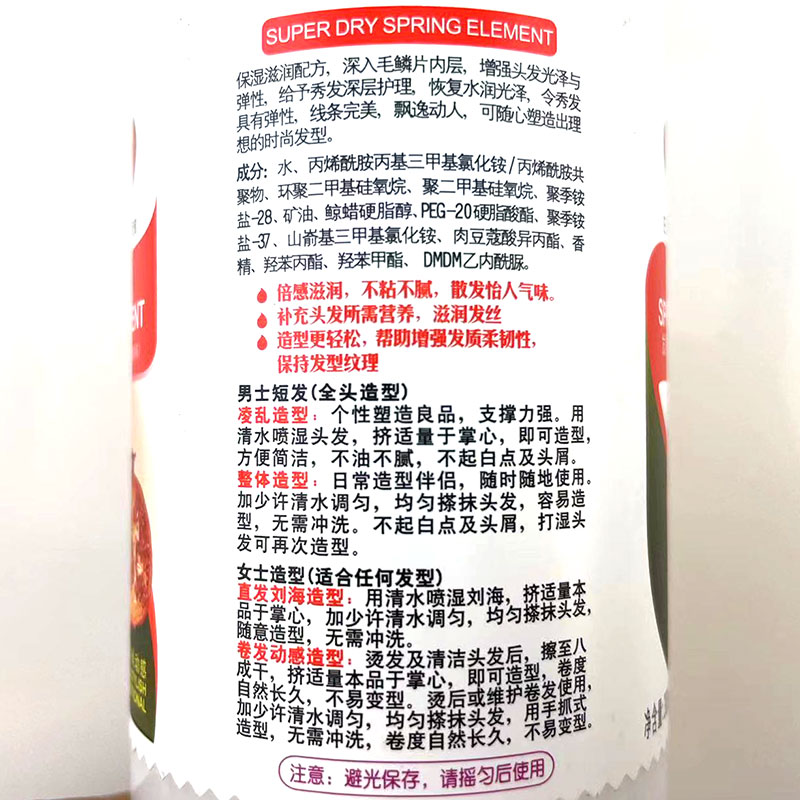 SUPER DRY SPRING ELEMENT
保湿滋润配方，深入毛鳞片内层，增强头发光泽与
弹性，给予秀发深层护理，恢复水润光泽，令秀发
具有弹性，线条完美，飘逸动人，可随心塑造出理
想的时尚发型。
成分：水、丙烯酰胺丙基三甲基氯化铵/丙烯酰胺共
聚物、环聚二甲基硅氧烷、聚二甲基硅氧烷、聚季铵
盐-28、矿油、鲸蜡硬脂醇、PEG-20硬脂酸酯、聚季铵
盐-37、山嵛基三甲基氯化铵、肉豆蔻酸异丙酯、香
精、羟苯丙酯、羟苯甲酯、DMDM乙内酰脲。
倍感滋润，不粘不腻，散发怡人气味。
补充头发所需营养，滋润发丝
造型更轻松，帮助增强发质柔韧性，
保持发型纹理
男士短发(全头造型)
凌乱造型：个性塑造良品，支撑力强。用
清水喷湿头发，挤适量于掌心，即可造型，
方便简洁，不油不腻，不起白点及头屑。
整体造型：日常造型伴侣，随时随地使用。
加少许清水调匀，均匀搽抹头发，容易造
型，无需冲洗。不起白点及头屑，打湿头
发可再次造型。
女士造型(适合任何发型)
直发刘海造型：用清水喷湿刘海，挤适量本
品于掌心，加少许清水调匀，均匀搽抹头发，
随意造型，无需冲洗。
卷发动感造型：烫发及清洁头发后，擦至八
成干，挤适量本品于掌心，即可造型，卷度
自然长久，不易变型。烫后或维护卷发使用，
加少许清水调匀，均匀搽抹头发，用手抓式
造型，无需冲洗，卷度自然长久，不易变型。
注意：避光保存，请摇匀后使用
MENT
净含量